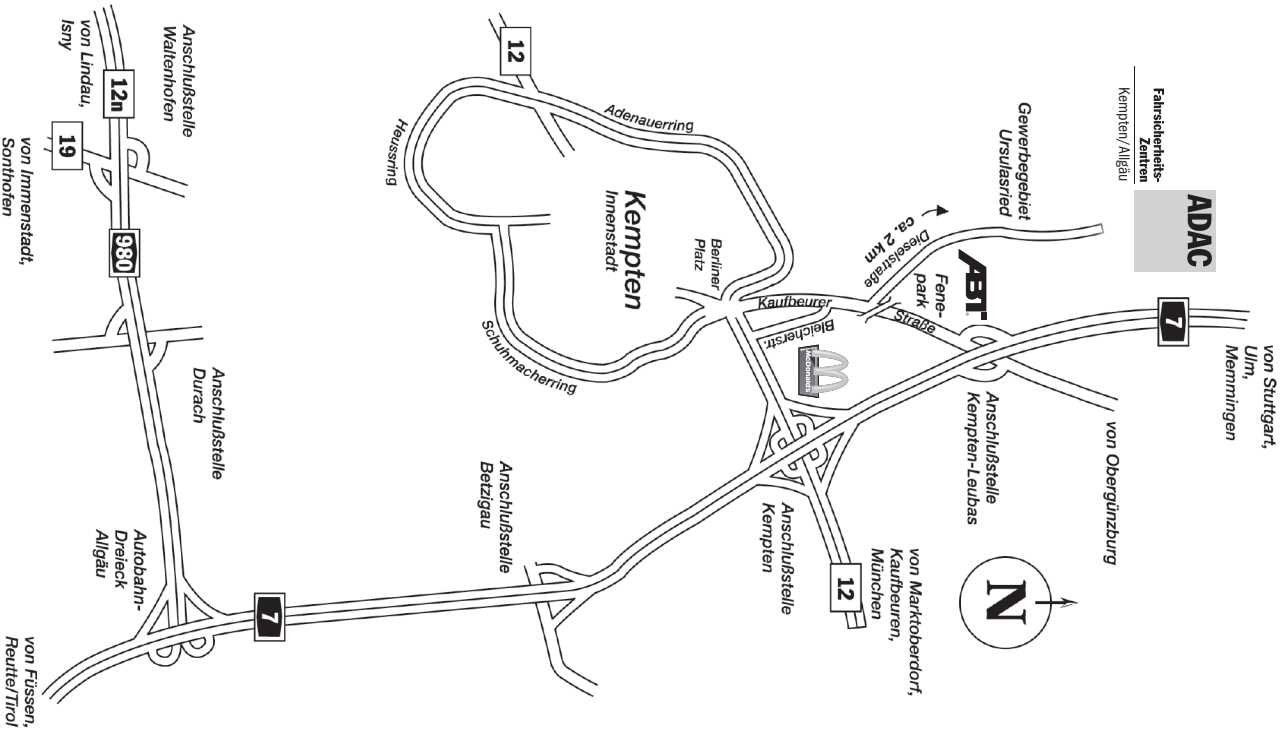 ADAC
Fahrsicherheits-
Zentren
Kempten/Allgäu
von Stuttgart,
Ulm,
Memmingen
7
Gewerbegebiet
Ursulasried
ca. 2 km
Dieselstraße
ABT
Fene-
park
Kaufbeurer
Straße
Bleicherstr.
McDonald's
Anschlußstelle
Kempten-Leubas
von Obergünzburg
N
Berliner
Platz
Adenauerring
12
Kempten
Innenstadt
Heussring
Schuhmacherring
Anschlußstelle
Kempten
12
von Marktoberdorf,
Kaufbeuren,
München
Anschlußstelle
Betzigau
7
Anschlußstelle
Waltenhofen
von Lindau,
Isny
12n
19
von Immenstadt,
Sonthofen
980
Anschlußstelle
Durach
Autobahn-
Dreieck
Allgäu
von Füssen,
Reutte/Tirol